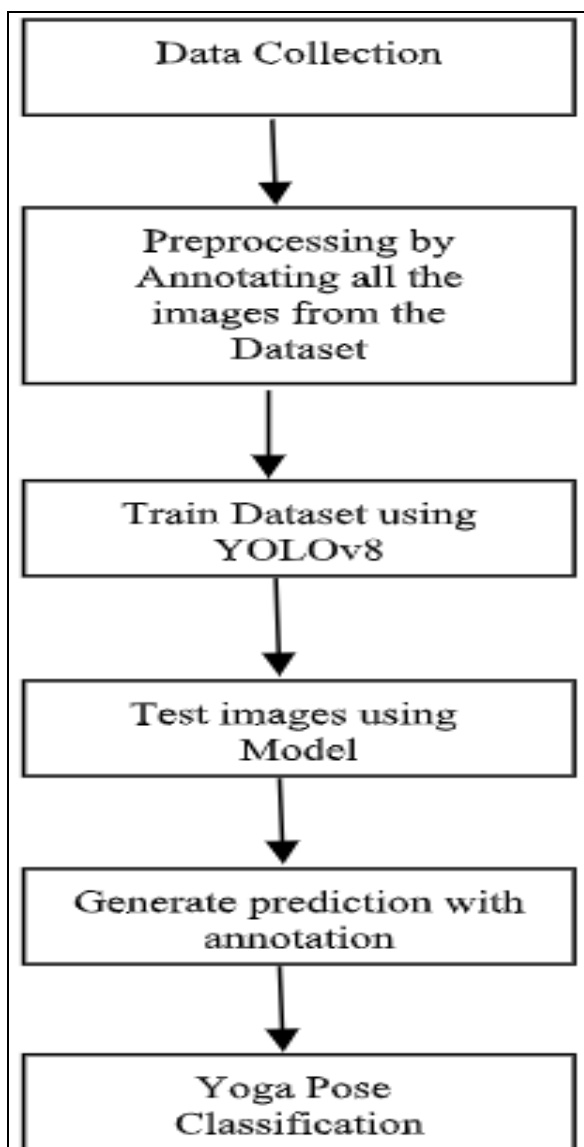 Data Collection
Preprocessing by
Annotating all the
images from the
Dataset
Train Dataset using
YOLOv8
Test images using
Model
Generate prediction with
annotation
Yoga Pose
Classification